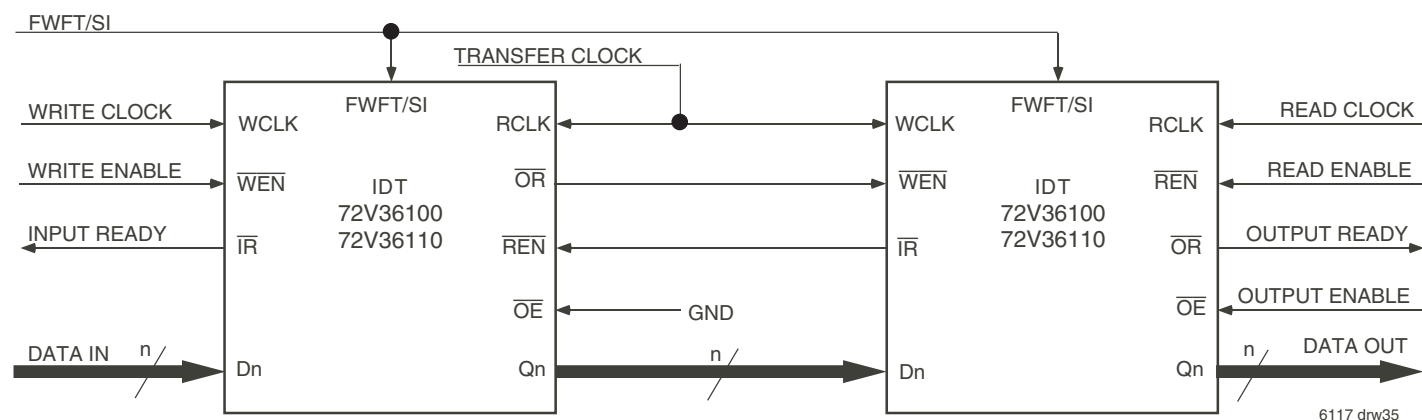 FWFT/SI
TRANSFER CLOCK
FWFT/SI
FWFT/SI
WRITE CLOCK
WCLK
RCLK
WCLK
RCLK
READ CLOCK
WRITE ENABLE
WEN
IDT
OR
WEN
IDT
REN
READ ENABLE
72V36100
72V36100
72V36110
72V36110
INPUT READY
IR
REN
IR
OR
OUTPUT READY
OE
GND
OE
OUTPUT ENABLE
DATA IN
n
Dn
Qn
n
Dn
Qn
n
DATA OUT
6117 drw35